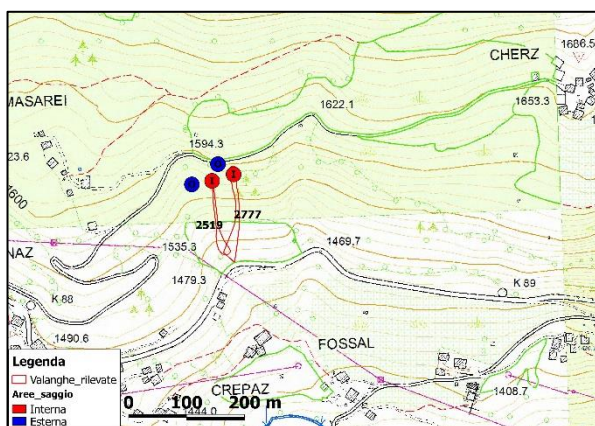 CHERZ
1686.5
MASAREI
1622.1
1653.3
1594.3
23.6
I
I
2519
2777
1600
NAZ
1535.3
1469.7
1479.3
K 88
K 89
1490.6
FOSSAL
Legenda
Valanghe_rilevate
Aree_saggio
Interna
Esterna
CREPAZ
1408.7
1444.0
0 100 200 m